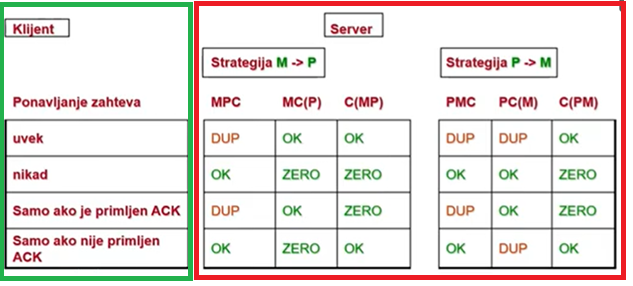 Klijent
Server
Strategija M -> P
Strategija P -> M
Ponavljanje zahteva MPC MC(P) C(MP) PMC PC(M) C(PM)
uvek DUP OK OK DUP DUP OK
nikad OK ZERO ZERO OK OK ZERO
Samo ako je primljen ACK DUP OK ZERO DUP OK ZERO
Samo ako nije primljen
ACK OK ZERO OK OK DUP OK